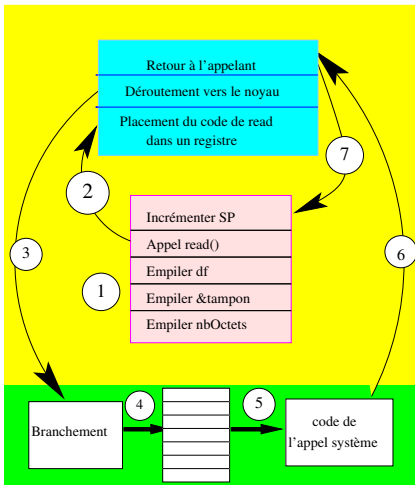 Retour à l'appelant
Déroutement vers le noyau
Placement du code de read
dans un registre
7
2
Incrémenter SP
Appel read()
3
6
Empiler df
1
Empiler &tampon
Empiler nbOctets
4
5
Branchement
code de
l'appel système